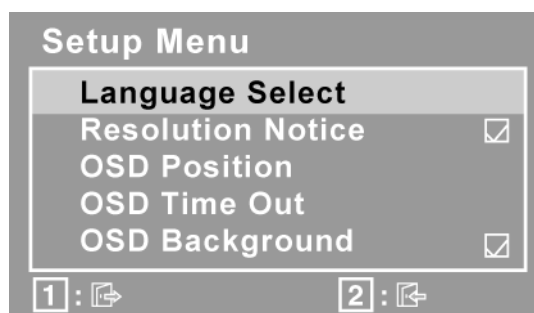 Setup Menu
Language Select
Resolution Notice
OSD Position
OSD Time Out
OSD Background
1 : 2 :